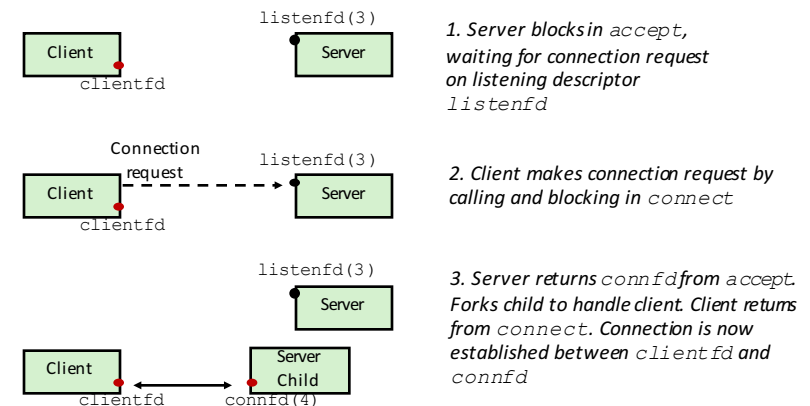 listenfd(3)
Client
Server
clientfd
1. Server blocks in accept,
waiting for connection request
on listening descriptor
listenfd
Connection
request
listenfd(3)
Client
Server
clientfd
2. Client makes connection request by
calling and blocking in connect
listenfd(3)
Server
Client
Server
Child
clientfd
connfd(4)
3. Server returns connfd from accept.
Forks child to handle client. Client returns
from connect. Connection is now
established between clientfd and
connfd